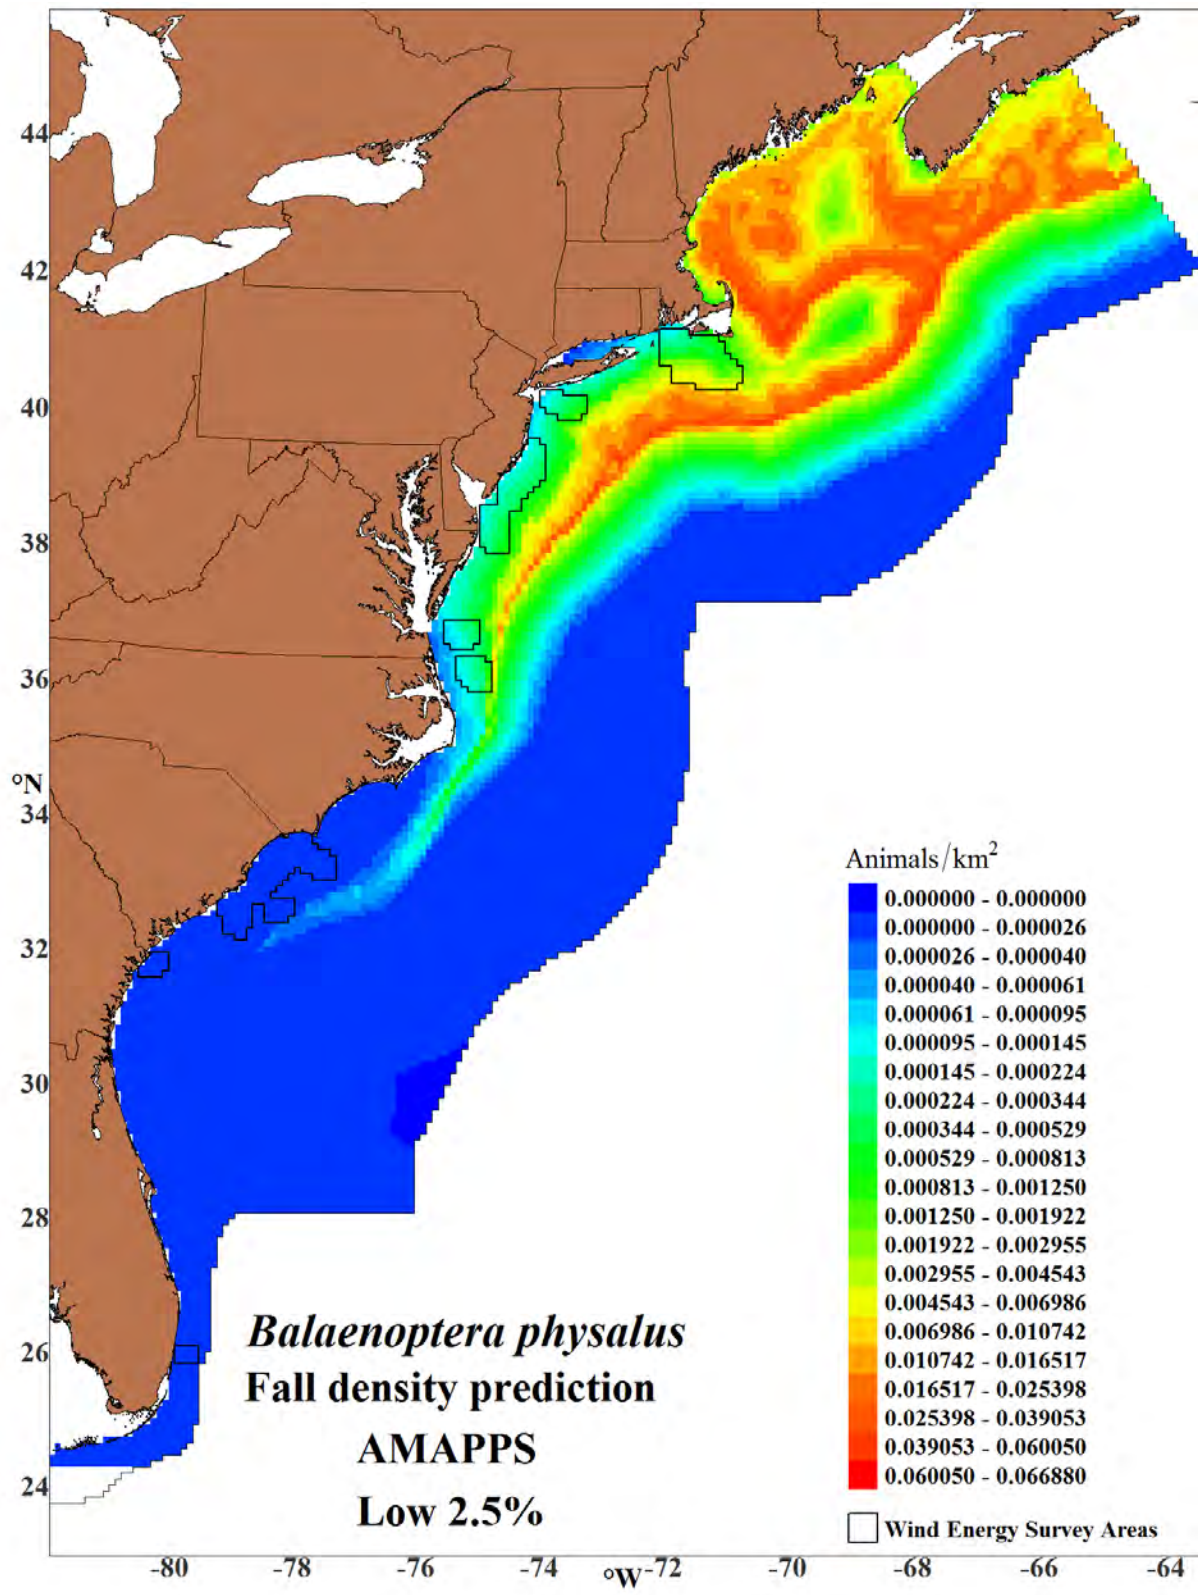 44
42
40
38
36
°N
34
32
30
28
26
24
Animals/km²
0.000000 - 0.000000
0.000000 - 0.000026
0.000026 - 0.000040
0.000040 - 0.000061
0.000061 - 0.000095
0.000095 - 0.000145
0.000145 - 0.000224
0.000224 - 0.000344
0.000344 - 0.000529
0.000529 - 0.000813
0.000813 - 0.001250
0.001250 - 0.001922
0.001922 - 0.002955
0.002955 - 0.004543
0.004543 - 0.006986
0.006986 - 0.010742
0.010742 - 0.016517
0.016517 - 0.025398
0.025398 - 0.039053
0.039053 - 0.060050
0.060050 - 0.066880
Wind Energy Survey Areas
Balaenoptera physalus
Fall density prediction
AMAPPS
Low 2.5%
-80 -78 -76 -74 °W -72 -70 -68 -66 -64